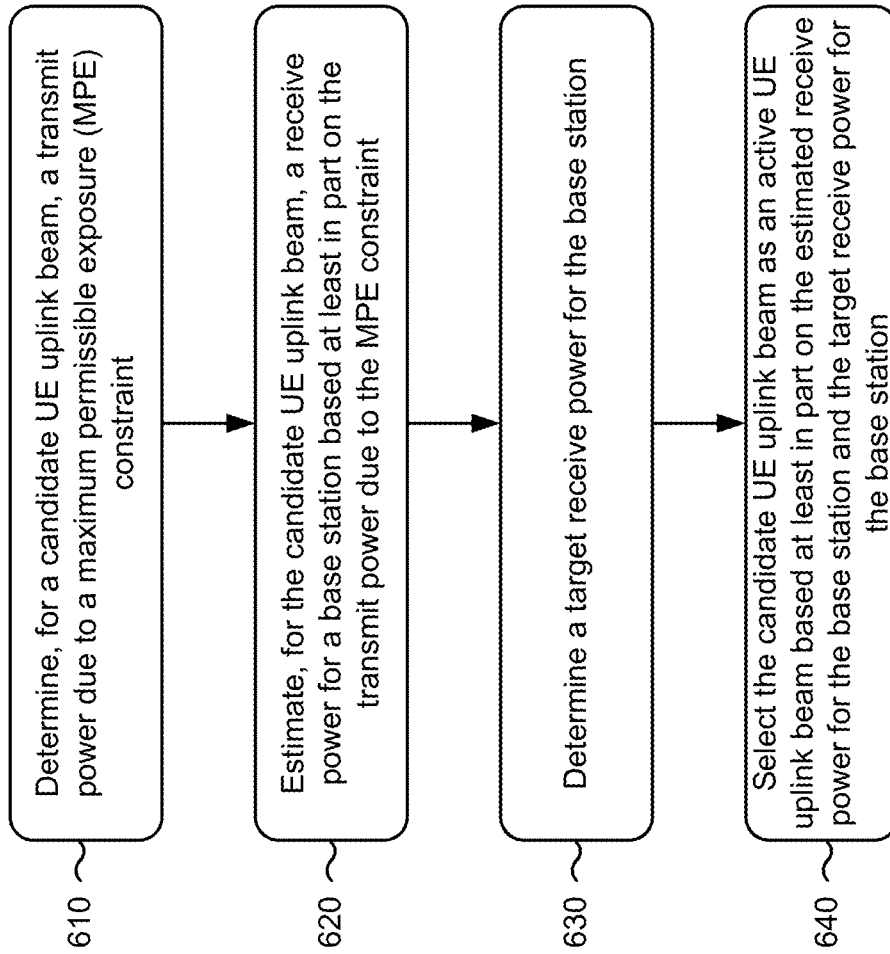 610
Determine, for a candidate UE uplink beam, a transmit
power due to a maximum permissible exposure (MPE)
constraint
620
Estimate, for the candidate UE uplink beam, a receive
power for a base station based at least in part on the
transmit power due to the MPE constraint
630
Determine a target receive power for the base station
640
Select the candidate UE uplink beam as an active UE
uplink beam based at least in part on the estimated receive
power for the base station and the target receive power for
the base station